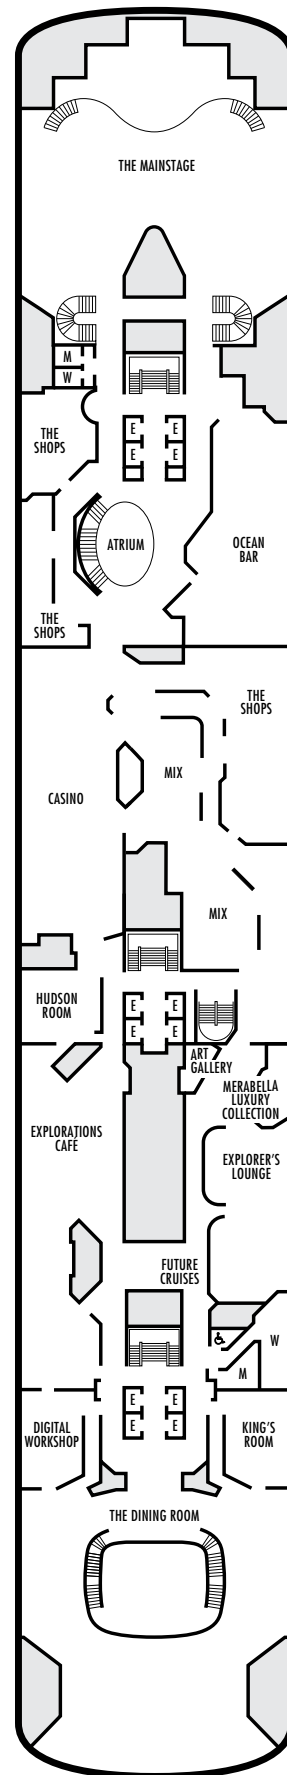 THE MAINSTAGE
M
W
E
E
E
E
THE
SHOPS
ATRIUM
OCEAN
BAR
THE
SHOPS
THE
SHOPS
MIX
CASINO
MIX
HUDSON
ROOM
E
E
E
E
ART
GALLERY
MERABELLA
LUXURY
COLLECTION
EXPLORATIONS
CAFÉ
EXPLORER'S
LOUNGE
FUTURE
CRUISES
W
M
E
E
E
E
DIGITAL
WORKSHOP
KING'S
ROOM
THE DINING ROOM